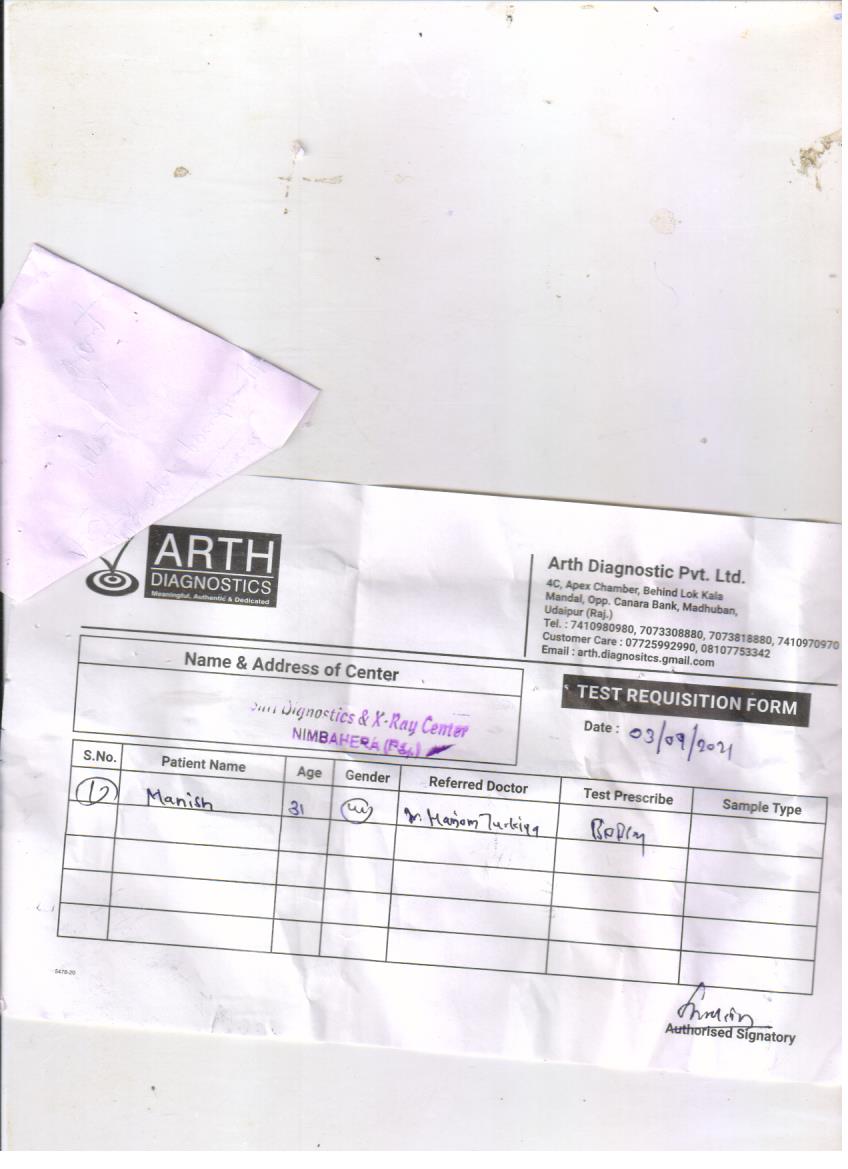 ARTH
DIAGNOSTICS
Meaningful, Authentic & Dedicated
Arth Diagnostic Pvt. Ltd.
4C, Apex Chamber, Behind Lok Kala
Mandal, Opp. Canara Bank, Madhuban,
Udaipur (Raj.)
Tel. : 7410980980, 7073308880, 7073818880, 7410970970
Customer Care : 07725992990, 08107753342
Email : arth.diagnositcs.gmail.com
Name & Address of Center
Dignostics & X-Ray Center
NIMBAHERA (Raj.)
TEST REQUISITION FORM
Date : 03/09/2021
S.No. Patient Name Age Gender Referred Doctor Test Prescribe Sample Type
Manish 31
5478-20
Authorised Signatory